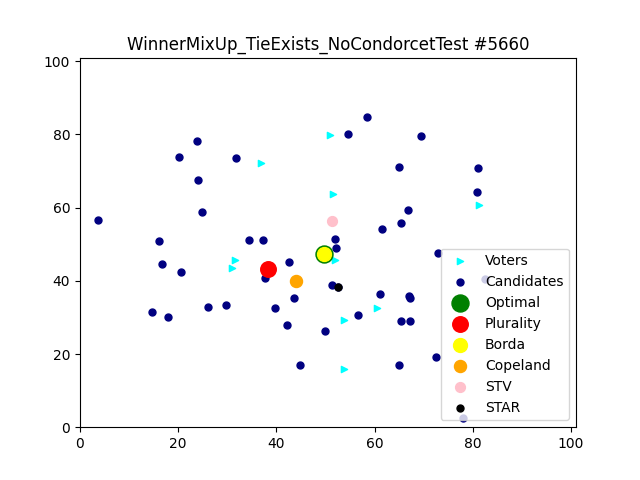 WinnerMixUp_TieExists_NoCondorcetTest #5660
100
80
60
40
20
0
0 20 40 60 80 100
Voters
Candidates
Optimal
Plurality
Borda
Copeland
STV
STAR